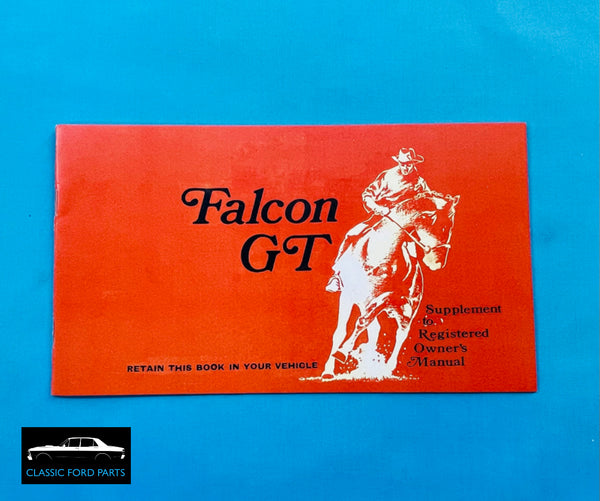 Falcon
GT
Supplement
to
Registered
Owner's
Manual
RETAIN THIS BOOK IN YOUR VEHICLE
CLASSIC FORD PARTS